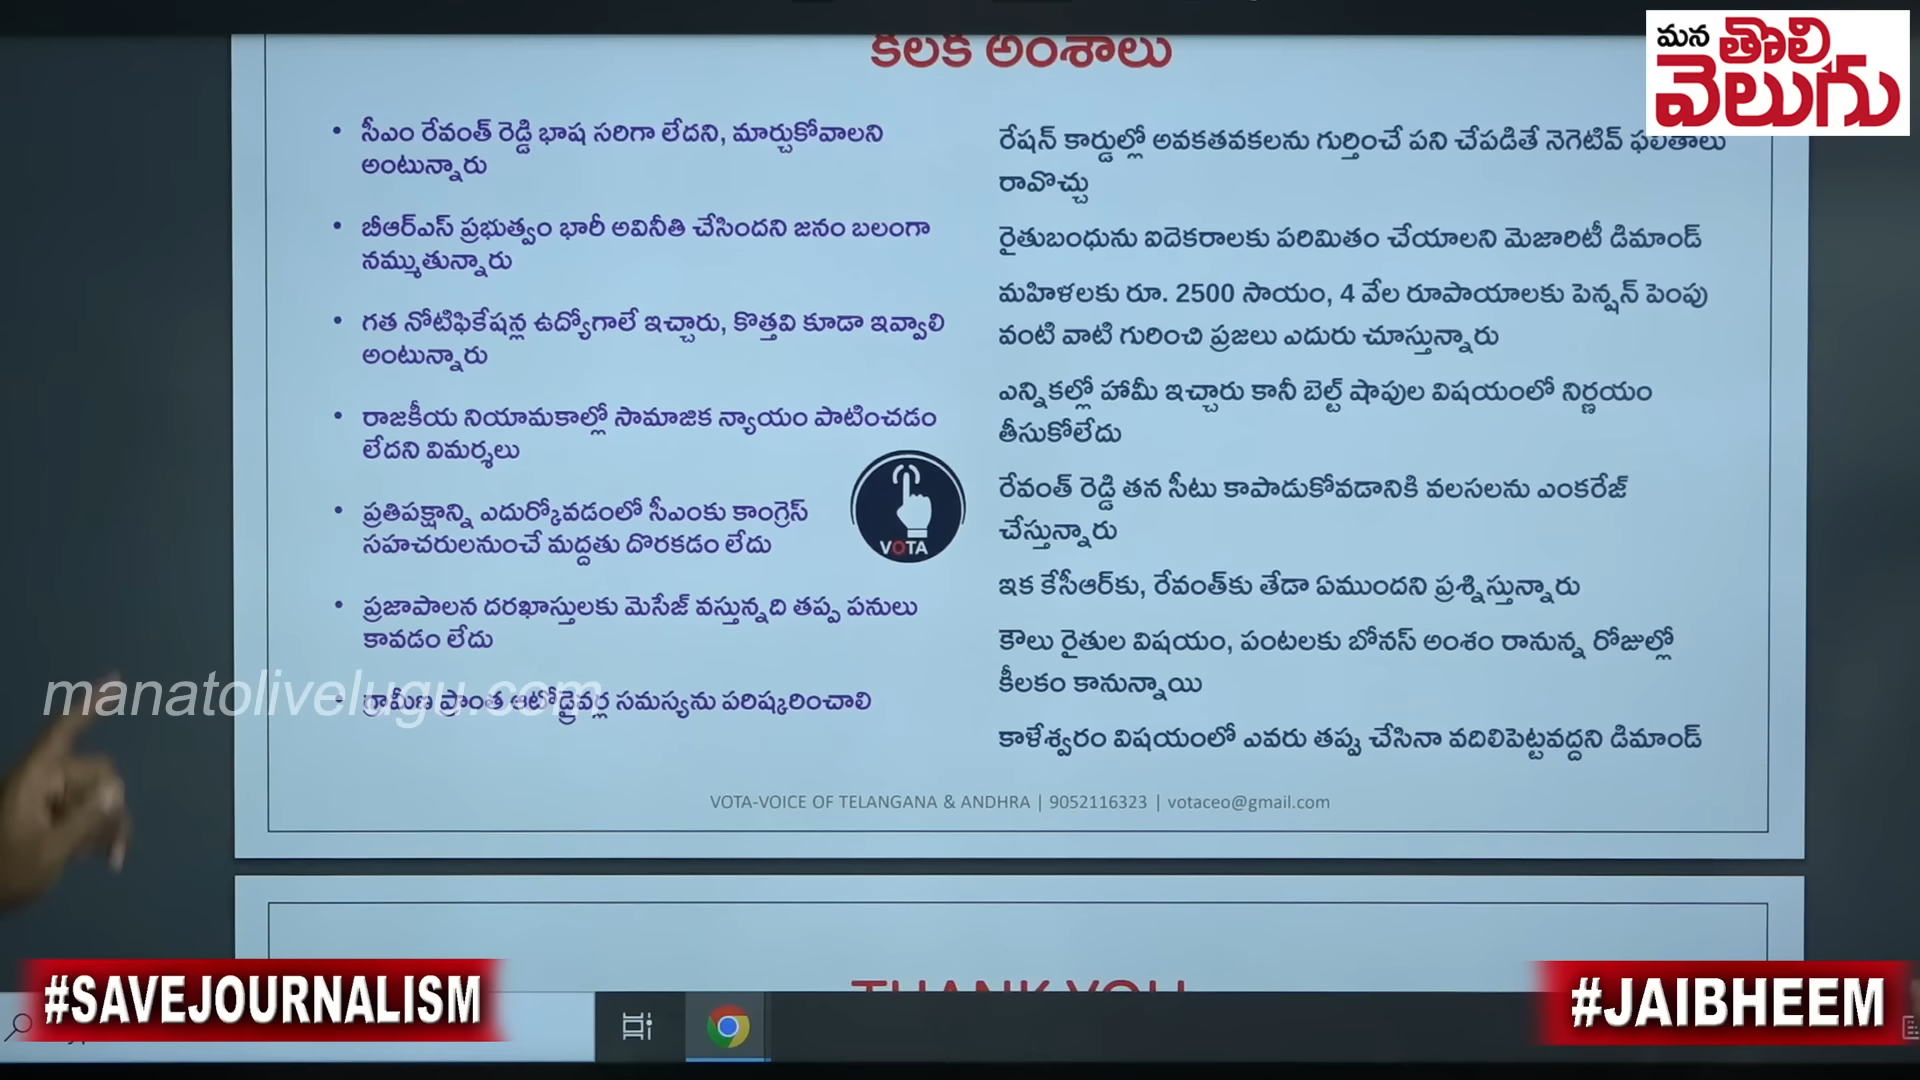 కీలక అంశాలు
మన
తొలి
వెలుగు
• సీఎం రేవంత్ రెడ్డి భాష సరిగా లేదని, మార్చుకోవాలని
అంటున్నారు
• బీఆర్ఎస్ ప్రభుత్వం భారీ అవినీతి చేసిందని జనం బలంగా
నమ్ముతున్నారు
• గత నోటిఫికేషన్ల ఉద్యోగాలే ఇచ్చారు, కొత్తవి కూడా ఇవ్వాలి
అంటున్నారు
• రాజకీయ నియామకాల్లో సామాజిక న్యాయం పాటించడం
లేదని విమర్శలు
• ప్రతిపక్షాన్ని ఎదుర్కోవడంలో సీఎంకు కాంగ్రెస్
సహచరులనుంచే మద్దతు దొరకడం లేదు
• ప్రజాపాలన దరఖాస్తులకు మెసేజ్ వస్తున్నది తప్ప పనులు
కావడం లేదు
• గ్రామీణ ప్రాంత ఆటోడ్రైవర్ల సమస్యను పరిష్కరించాలి
manatolivelugu.com
VOTA
రేషన్ కార్డుల్లో అవకతవకలను గుర్తించే పని చేపడితే నెగెటివ్ ఫలితాలు
రావొచ్చు
రైతుబంధును ఐదెకరాలకు పరిమితం చేయాలని మెజారిటీ డిమాండ్
మహిళలకు రూ. 2500 సాయం, 4 వేల రూపాయాలకు పెన్షన్ పెంపు
వంటి వాటి గురించి ప్రజలు ఎదురు చూస్తున్నారు
ఎన్నికల్లో హామీ ఇచ్చారు కానీ బెల్ట్ షాపుల విషయంలో నిర్ణయం
తీసుకోలేదు
రేవంత్ రెడ్డి తన సీటు కాపాడుకోవడానికి వలసలను ఎంకరేజ్
చేస్తున్నారు
ఇక కేసీఆర్‌కు, రేవంత్‌కు తేడా ఏముందని ప్రశ్నిస్తున్నారు
కౌలు రైతుల విషయం, పంటలకు బోనస్ అంశం రానున్న రోజుల్లో
కీలకం కానున్నాయి
కాళేశ్వరం విషయంలో ఎవరు తప్పు చేసినా వదిలిపెట్టవద్దని డిమాండ్
VOTA-VOICE OF TELANGANA & ANDHRA | 9052116323 | votaceo@gmail.com
THANK YOU
#SAVEJOURNALISM
#JAIBHEEM